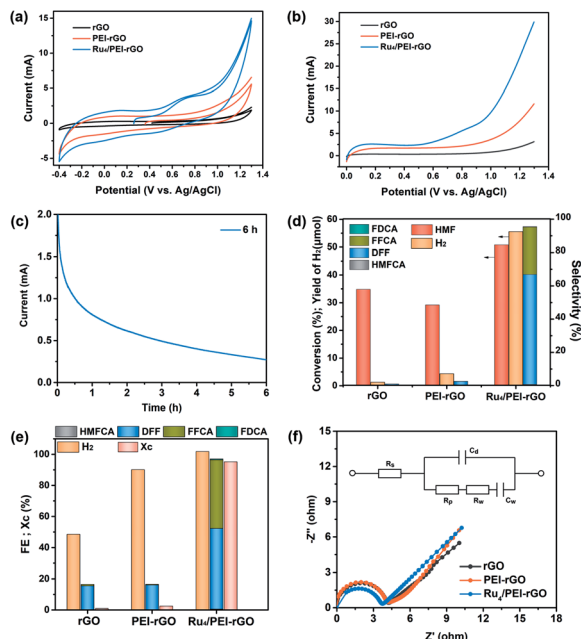 (a)
rGO
PEI-rGO
Ru₄/PEI-rGO
15
10
5
0
-5
Current (mA)
-0.4 -0.2 0.0 0.2 0.4 0.6 0.8 1.0 1.2 1.4
Potential (V vs. Ag/AgCl)
(b)
rGO
PEI-rGO
Ru₄/PEI-rGO
30
25
20
15
10
5
0
Current (mA)
0.0 0.2 0.4 0.6 0.8 1.0 1.2 1.4
Potential (V vs. Ag/AgCl)
(c)
6 h
2.0
1.5
1.0
0.5
0.0
Current (mA)
0 1 2 3 4 5 6
Time (h)
(d)
FDCA
FFCA
DFF
HMFCA
HMF
H₂
60
50
40
30
20
10
0
Conversion (%); Yield of H₂(μmol)
100
80
60
40
20
0
Selectivity (%)
rGO PEI-rGO Ru₄/PEI-rGO
(e)
HMFCA DFF FFCA FDCA
H₂ Xc
100
80
60
40
20
0
FE ; Xc (%)
rGO PEI-rGO Ru₄/PEI-rGO
(f)
15
12
9
6
3
0
-Z'' (ohm)
Rs
Cd
Rp Rw Cw
rGO
PEI-rGO
Ru₄/PEI-rGO
0 3 6 9 12 15 18
Z' (ohm)